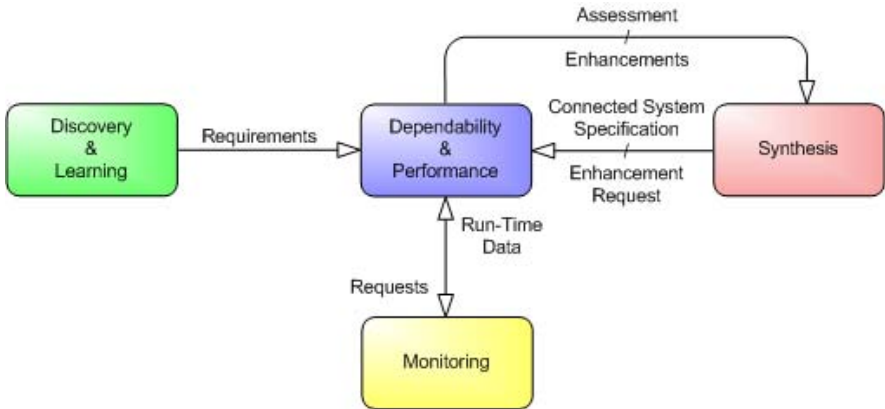 Assessment
Enhancements
Discovery
&
Learning
Requirements
Dependability
&
Performance
Connected System
Specification
Enhancement
Request
Synthesis
Run-Time
Data
Requests
Monitoring